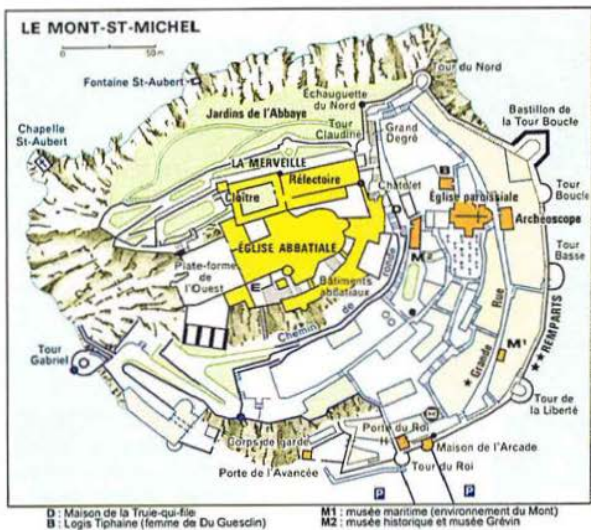 LE MONT-ST-MICHEL
0
50 m
Tour du Nord
Fontaine St-Aubert
Échauguette
du Nord
Bastillon de
la Tour Boucle
Jardins de l'Abbaye
Tour
Claudine
Grand
Degré
Chapelle
St-Aubert
LA MERVEILLE
Réfectoire
Châtelet
B
Église paroissiale
Tour
Boucle
Cloître
D
Archéoscope
ÉGLISE ABBATIALE
M2
Tour
Basse
Plate-forme
de
l'Ouest
E
Bâtiments
abbatiaux
Chemin de ronde
Grande Rue
★★ REMPARTS
M1
Tour
Gabriel
Tour de
la Liberté
Corps de garde
Porte du Roi
H
Maison de l'Arcade
Porte de l'Avancée
Tour du Roi
P
P
D : Maison de la Truie-qui-file
B : Logis Tiphaine (femme de Du Guesclin)
M1 : musée maritime (environnement du Mont)
M2 : musée historique et musée Grévin